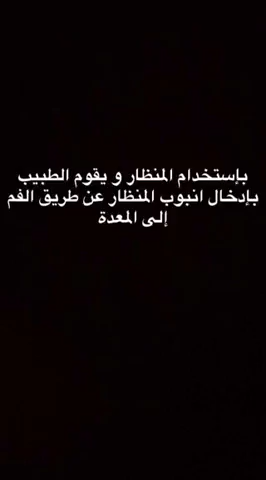 بإستخدام المنظار و يقوم الطبيب
بإدخال انبوب المنظار عن طريق الفم
إلى المعدة